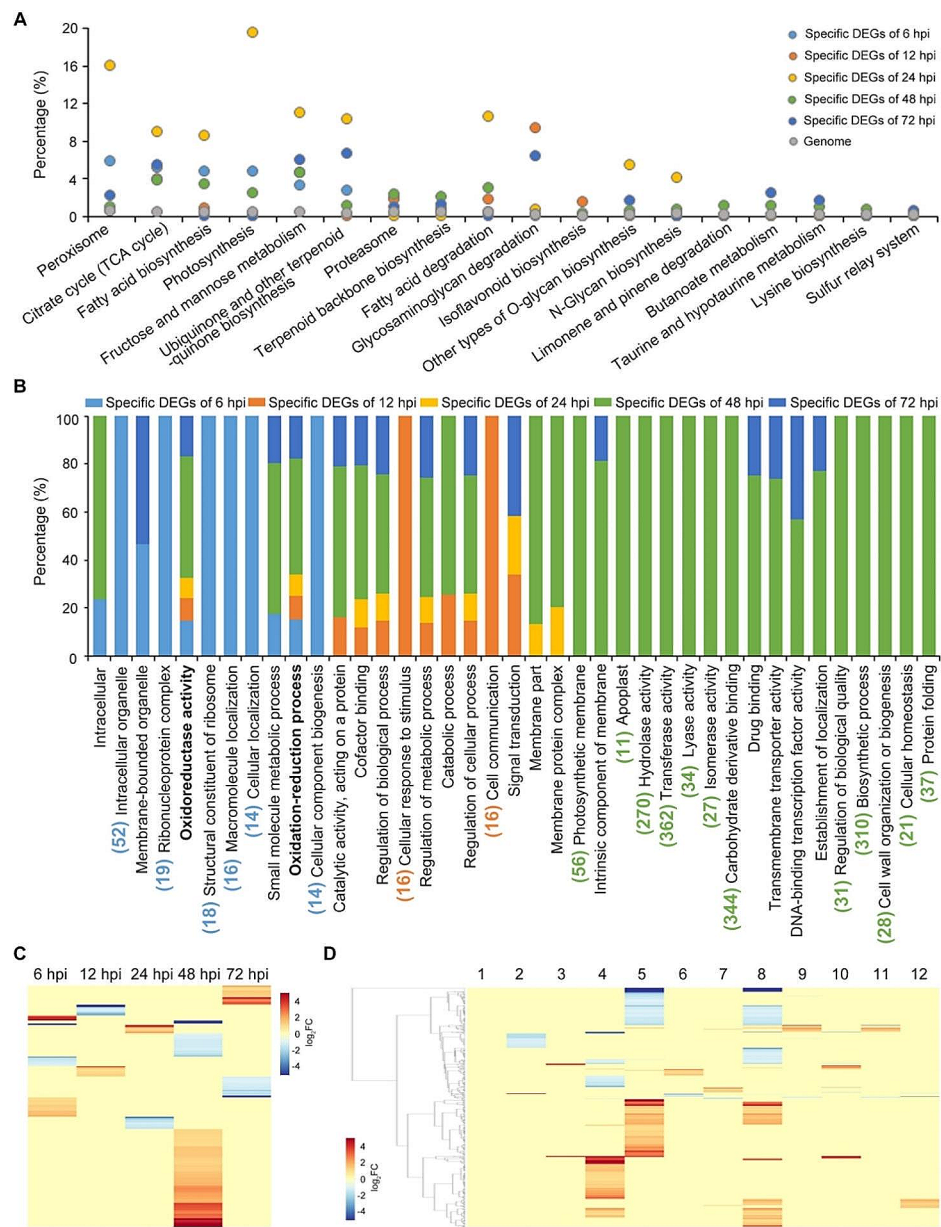 A
Percentage (%)
20
16
12
8
4
0
Specific DEGs of 6 hpi
Specific DEGs of 12 hpi
Specific DEGs of 24 hpi
Specific DEGs of 48 hpi
Specific DEGs of 72 hpi
Genome
Peroxisome
Citrate cycle (TCA cycle)
Fatty acid biosynthesis
Photosynthesis
Fructose and mannose metabolism
Ubiquinone and other terpenoid
-quinone biosynthesis
Proteasome
Terpenoid backbone biosynthesis
Fatty acid degradation
Glycosaminoglycan degradation
Isoflavonoid biosynthesis
Other types of O-glycan biosynthesis
N-Glycan biosynthesis
Limonene and pinene degradation
Butanoate metabolism
Taurine and hypotaurine metabolism
Lysine biosynthesis
Sulfur relay system
B
Specific DEGs of 6 hpi
Specific DEGs of 12 hpi
Specific DEGs of 24 hpi
Specific DEGs of 48 hpi
Specific DEGs of 72 hpi
Percentage (%)
100
80
60
40
20
0
Intracellular
(52) Intracellular organelle
Membrane-bounded organelle
(19) Ribonucleoprotein complex
Oxidoreductase activity
(18) Structural constituent of ribosome
(16) Macromolecule localization
(14) Cellular localization
Small molecule metabolic process
Oxidation-reduction process
(14) Cellular component biogenesis
Catalytic activity, acting on a protein
Cofactor binding
Regulation of biological process
(16) Cellular response to stimulus
Regulation of metabolic process
Catabolic process
Regulation of cellular process
(16) Cell communication
Signal transduction
Membrane part
Membrane protein complex
(56) Photosynthetic membrane
Intrinsic component of membrane
(11) Apoplast
(270) Hydrolase activity
(362) Transferase activity
(34) Lyase activity
(27) Isomerase activity
(344) Carbohydrate derivative binding
Drug binding
Transmembrane transporter activity
DNA-binding transcription factor activity
Establishment of localization
(31) Regulation of biological quality
(310) Biosynthetic process
(28) Cell wall organization or biogenesis
(21) Cellular homeostasis
(37) Protein folding
C
6 hpi 12 hpi 24 hpi 48 hpi 72 hpi
4
2
0
-2
-4
log2FC
D
1 2 3 4 5 6 7 8 9 10 11 12
4
2
0
-2
-4
log2FC